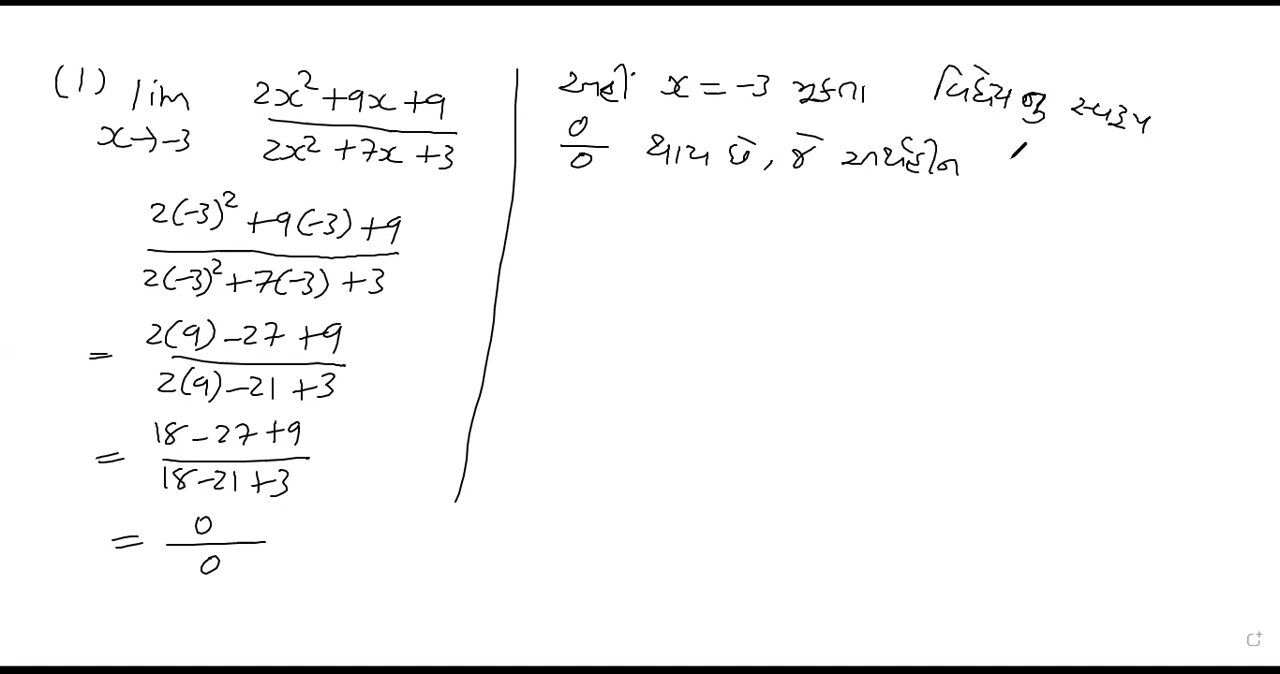 (1) lim 2x² + 9x + 9
x→-3 2x² + 7x + 3
2(-3)² + 9(-3) + 9
2(-3)² + 7(-3) + 3
= 2(9) - 27 + 9
2(9) - 21 + 3
= 18 - 27 + 9
18 - 21 + 3
= 0
0
અહીં x = -3 મૂકતા વિધેયનુ સ્વરૂપ
0
0 થાય છે, જે અર્થહીન